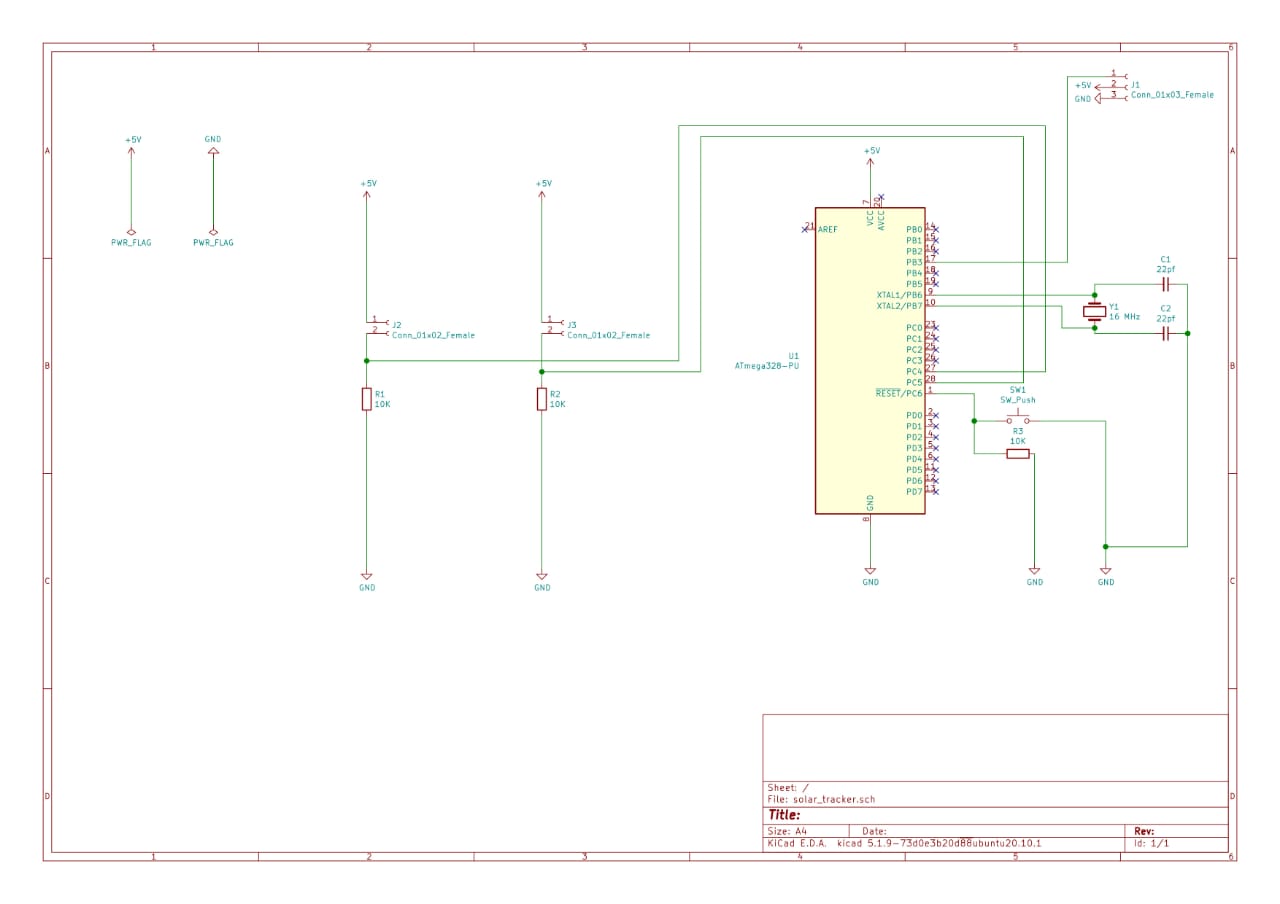 1 2 3 4 5 6
A A
B B
C C
D D
+5V
PWR_FLAG
GND
PWR_FLAG
+5V
1
2
J2
Conn_01x02_Female
R1
10K
GND
+5V
1
2
J3
Conn_01x02_Female
R2
10K
GND
+5V
7
20
VCC
AVCC
21 AREF
U1
ATmega328-PU
PB0 14
PB1 15
PB2 16
PB3 17
PB4 18
PB5 19
XTAL1/PB6 9
XTAL2/PB7 10
PC0 23
PC1 24
PC2 25
PC3 26
PC4 27
PC5 28
RESET/PC6 1
PD0 2
PD1 3
PD2 4
PD3 5
PD4 6
PD5 11
PD6 12
PD7 13
GND
8
GND
1
+5V 2
GND 3
J1
Conn_01x03_Female
C1
22pf
Y1
16 MHz
C2
22pf
SW1
SW_Push
R3
10K
GND
GND
Sheet: /
File: solar_tracker.sch
Title:
Size: A4 Date: Rev:
KiCad E.D.A. kicad 5.1.9-73d0e3b20d88ubuntu20.10.1 Id: 1/1
1 2 3 4 5 6